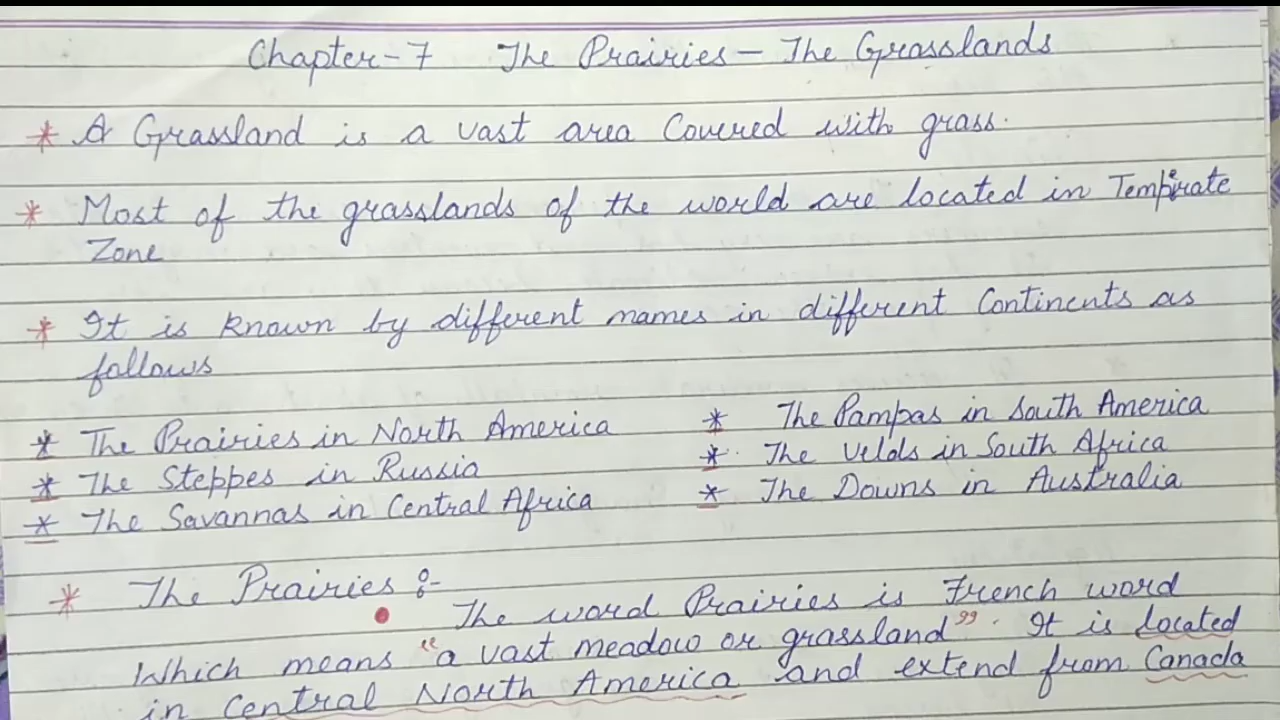 Chapter-7 The Prairies - The Grasslands
* A Grassland is a vast area Covered with grass.
* Most of the grasslands of the world are located in Temperate
Zone
* It is known by different names in different Continents as
follows
* The Prairies in North America * The Pampas in South America
* The Steppes in Russia * The Velds in South Africa
* The Savannas in Central Africa * The Downs in Australia
* The Prairies :-
The word Prairies is French word
Which means "a vast meadow or grassland". It is located
in Central North America and extend from Canada